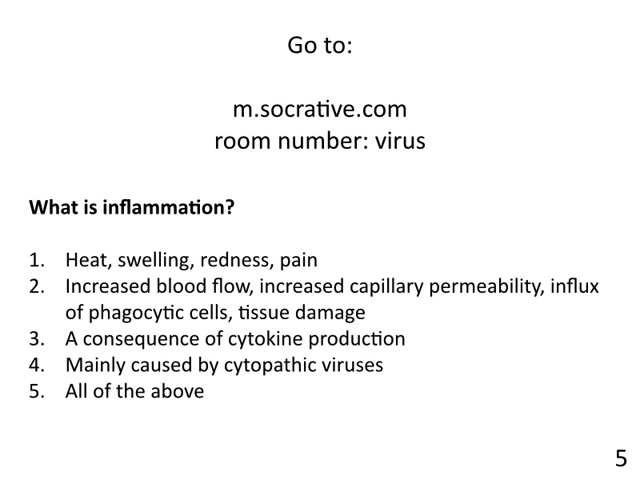 Go to:
m.socrative.com
room number: virus
What is inflammation?
1. Heat, swelling, redness, pain
2. Increased blood flow, increased capillary permeability, influx
of phagocytic cells, tissue damage
3. A consequence of cytokine production
4. Mainly caused by cytopathic viruses
5. All of the above
5